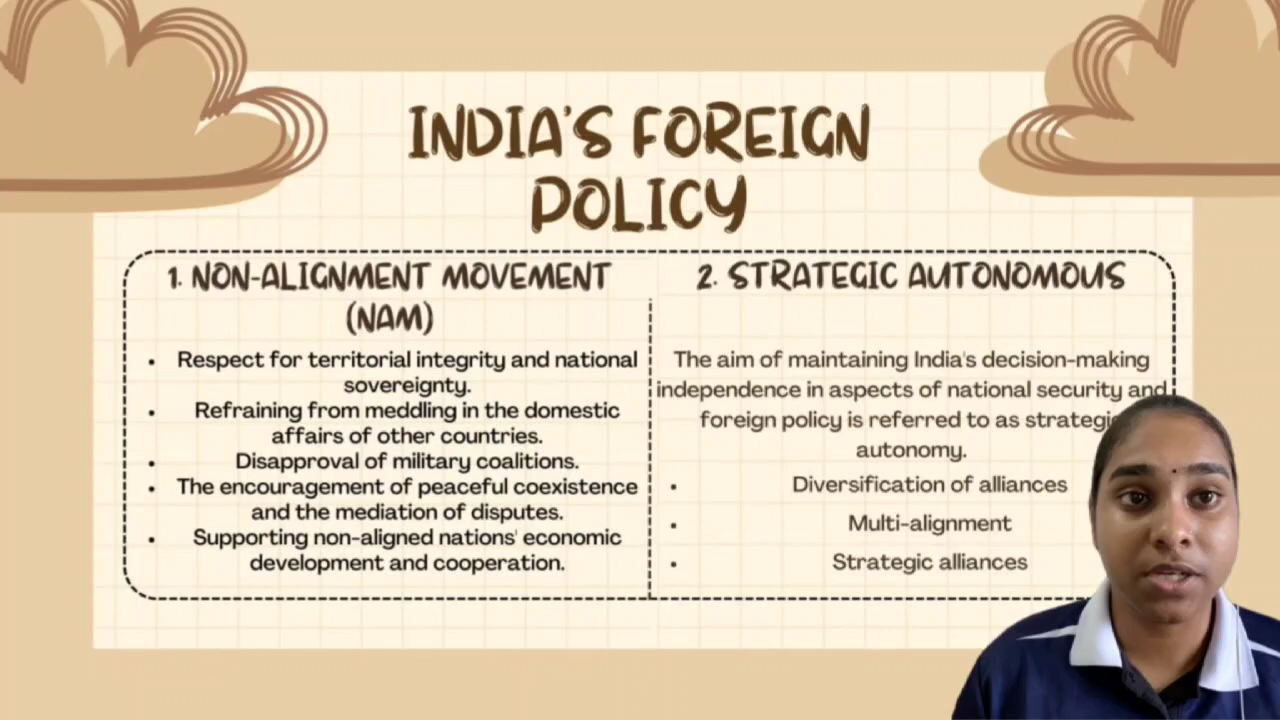 INDIA'S FOREIGN
POLICY
1. NON-ALIGNMENT MOVEMENT
(NAM)
• Respect for territorial integrity and national
sovereignty.
• Refraining from meddling in the domestic
affairs of other countries.
• Disapproval of military coalitions.
• The encouragement of peaceful coexistence
and the mediation of disputes.
• Supporting non-aligned nations' economic
development and cooperation.
2. STRATEGIC AUTONOMOUS
The aim of maintaining India's decision-making
independence in aspects of national security and
foreign policy is referred to as strategic
autonomy.
• Diversification of alliances
• Multi-alignment
• Strategic alliances